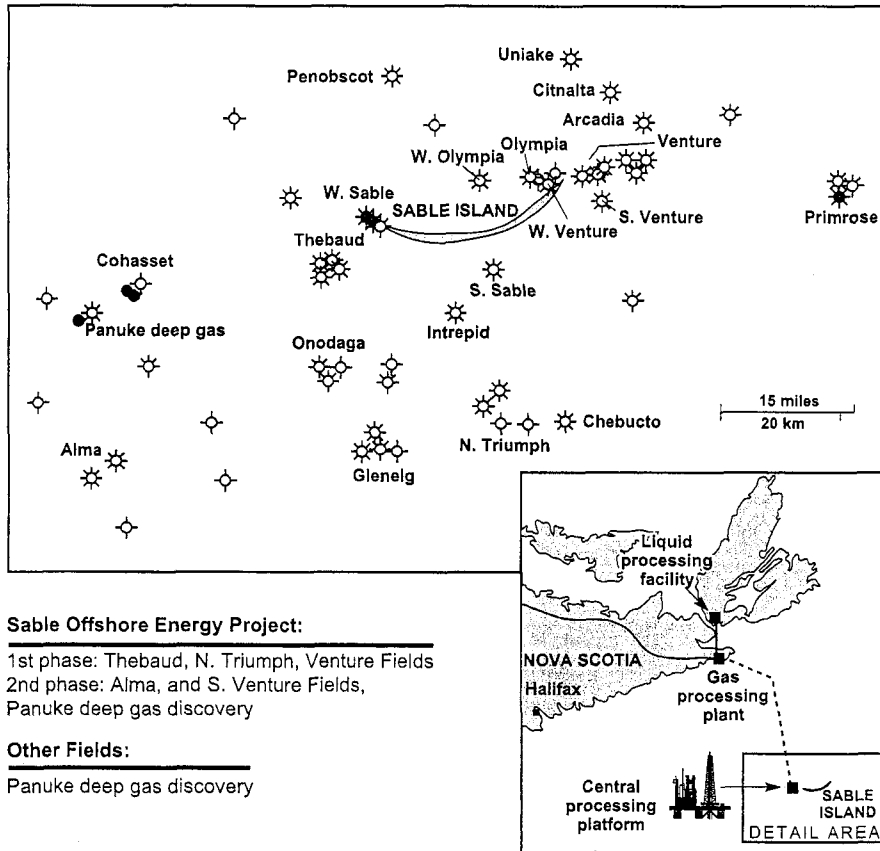 Uniake
Penobscot
Citnalta
Arcadia
Olympia
Venture
W. Olympia
W. Sable
SABLE ISLAND
S. Venture
W. Venture
Primrose
Thebaud
Cohasset
S. Sable
Panuke deep gas
Intrepid
Onodaga
15 miles
20 km
Chebucto
N. Triumph
Alma
Glenelg
Liquid
processing
facility
NOVA SCOTIA
Halifax
Gas
processing
plant
Central
processing
platform
SABLE
ISLAND
DETAIL AREA
Sable Offshore Energy Project:
1st phase: Thebaud, N. Triumph, Venture Fields
2nd phase: Alma, and S. Venture Fields,
Panuke deep gas discovery
Other Fields:
Panuke deep gas discovery